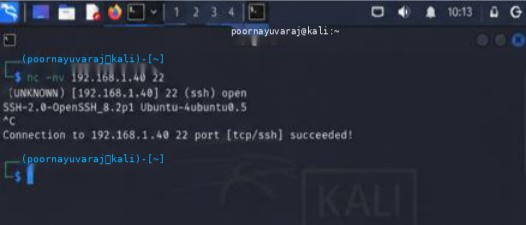 1 2 3 4 10:13
poornayuvaraj@kali:~
(poornayuvaraj㉿kali)-[~]
$ nc -nv 192.168.1.40 22
(UNKNOWN) [192.168.1.40] 22 (ssh) open
SSH-2.0-OpenSSH_8.2p1 Ubuntu-4ubuntu0.5
^C
Connection to 192.168.1.40 22 port [tcp/ssh] succeeded!
(poornayuvaraj㉿kali)-[~]
$
KALI